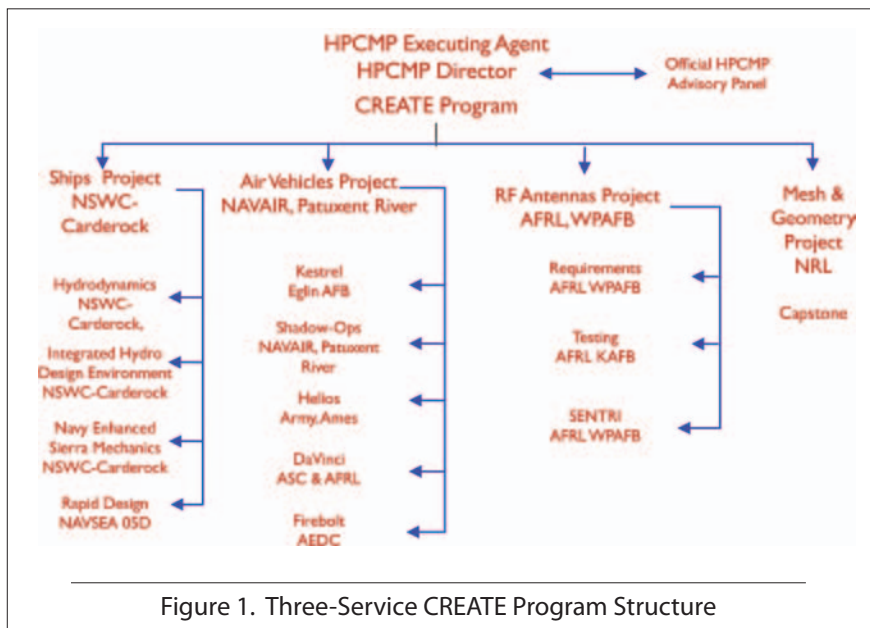 HPCMP Executing Agent
HPCMP Director
CREATE Program
Official HPCMP
Advisory Panel
Ships Project
NSWC-
Carderock
Hydrodynamics
NSWC-
Carderock,
Integrated Hydro
Design Environment
NSWC-Carderock
Navy Enhanced
Sierra Mechanics
NSWC-Carderock
Rapid Design
NAVSEA 05D
Air Vehicles Project
NAVAIR, Patuxent River
Kestrel
Eglin AFB
Shadow-Ops
NAVAIR, Patuxent
River
Helios
Army, Ames
DaVinci
ASC & AFRL
Firebolt
AEDC
RF Antennas Project
AFRL, WPAFB
Requirements
AFRL WPAFB
Testing
AFRL KAFB
SENTRI
AFRL WPAFB
Mesh &
Geometry
Project
NRL
Capstone
Figure 1. Three-Service CREATE Program Structure